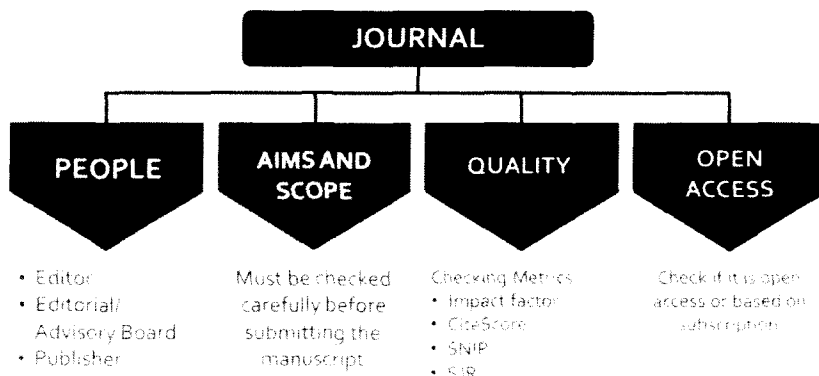 JOURNAL
PEOPLE
• Editor
• Editorial/
Advisory Board
• Publisher
AIMS AND
SCOPE
Must be checked
carefully before
submitting the
manuscript
QUALITY
Checking Metrics
• Impact factor
• CiteScore
• SNIP
• SJR
OPEN
ACCESS
Check if it is open
access or based on
subscription